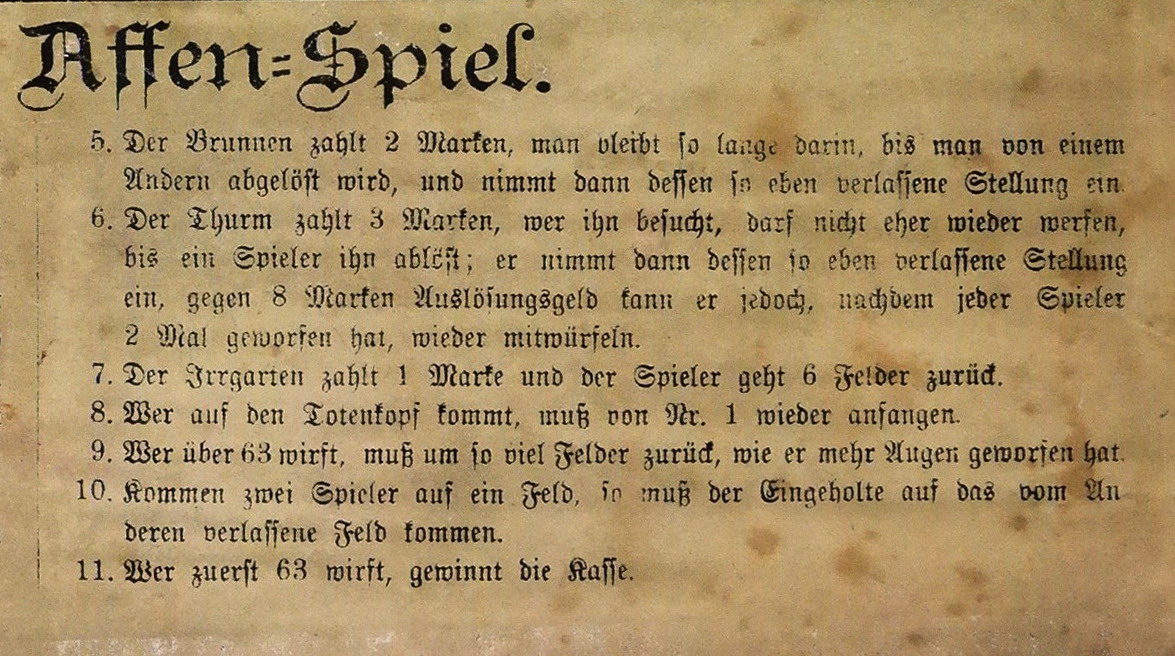 Affen=Spiel.
5. Der Brunnen zahlt 2 Marken, man bleibt so lange darin, bis man von einem
Andern abgelöst wird, und nimmt dann dessen so eben verlassene Stellung ein
6. Der Thurm zahlt 3 Marken, wer ihn besucht, darf nicht eher wieder werfen,
bis ein Spieler ihn ablöst; er nimmt dann dessen so eben verlassene Stellung
ein, gegen 8 Marken Auslösungsgeld kann er jedoch, nachdem jeder Spieler
2 Mal geworfen hat, wieder mitwürfeln.
7. Der Irrgarten zahlt 1 Marke und der Spieler geht 6 Felder zurück.
8. Wer auf den Totenkopf kommt, muß von Nr. 1 wieder anfangen.
9. Wer über 63 wirft, muß um so viel Felder zurück, wie er mehr Augen geworfen hat.
10. Kommen zwei Spieler auf ein Feld, so muß der Eingeholte auf das vom An
deren verlassene Feld kommen.
11. Wer zuerst 63 wirft, gewinnt die Kasse.